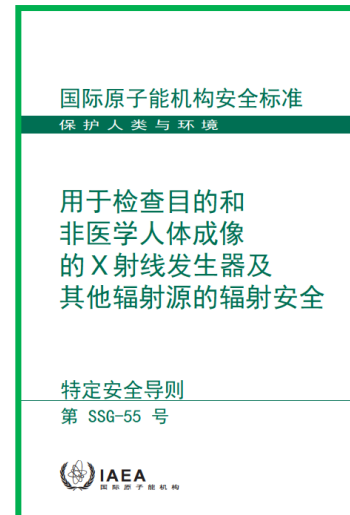 国际原子能机构安全标准
保护人类与环境
用于检查目的和
非医学人体成像
的X射线发生器及
其他辐射源的辐射安全
特定安全导则
第 SSG-55 号
IAEA
国际原子能机构